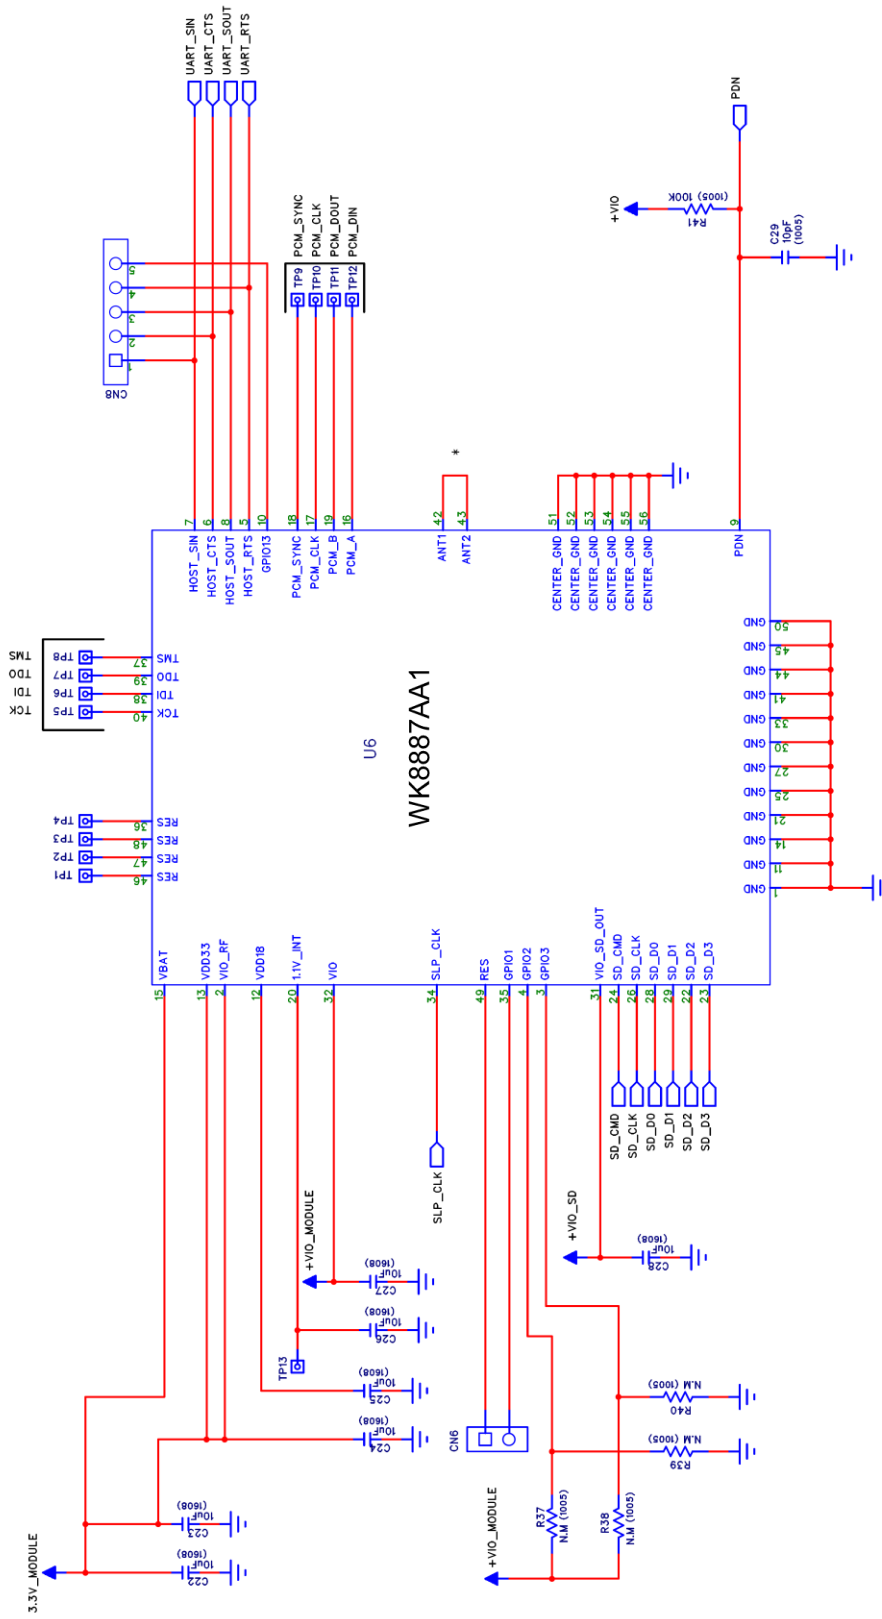 UART_SIN
UART_CTS
UART_SOUT
UART_RTS
PDN
+VIO
R41
(1005) 100K
C29
10pF
(1005)
CN8
1
2
3
4
5
TP9 PCM_SYNC
TP10 PCM_CLK
TP11 PCM_DOUT
TP12 PCM_DIN
*
7 HOST_SIN
6 HOST_CTS
8 HOST_SOUT
5 HOST_RTS
10 GPIO13
18 PCM_SYNC
17 PCM_CLK
19 PCM_B
16 PCM_A
42 ANT1
43 ANT2
51 CENTER_GND
52 CENTER_GND
53 CENTER_GND
54 CENTER_GND
55 CENTER_GND
56 CENTER_GND
9 PDN
TMS TP8 37 TMS
TDO TP7 39 TDO
TDI TP6 38 TDI
TCK TP5 40 TCK
TP4 36 RES
TP3 48 RES
TP2 47 RES
TP1 46 RES
U6
WK8887AA1
GND 50
GND 45
GND 44
GND 41
GND 33
GND 30
GND 27
GND 25
GND 21
GND 14
GND 11
GND 1
VBAT 15
VDD33 13
VIO_RF 2
VDD18 12
1.1V_INT 20
VIO 32
SLP_CLK 34
RES 49
GPIO1 35
GPIO2 4
GPIO3 3
VIO_SD_OUT 31
SD_CMD 24
SD_CLK 26
SD_D0 28
SD_D1 29
SD_D2 22
SD_D3 23
SD_CMD
SD_CLK
SD_D0
SD_D1
SD_D2
SD_D3
SLP_CLK
+VIO_MODULE
+VIO_SD
C27
10uF
(1608)
C28
10uF
(1608)
C26
10uF
(1608)
TP13
C25
10uF
(1608)
C24
10uF
(1608)
C23
10uF
(1608)
C22
10uF
(1608)
3.3V_MODULE
CN6
R40
N.M (1005)
R39
N.M (1005)
R37
N.M (1005)
R38
N.M (1005)
+VIO_MODULE